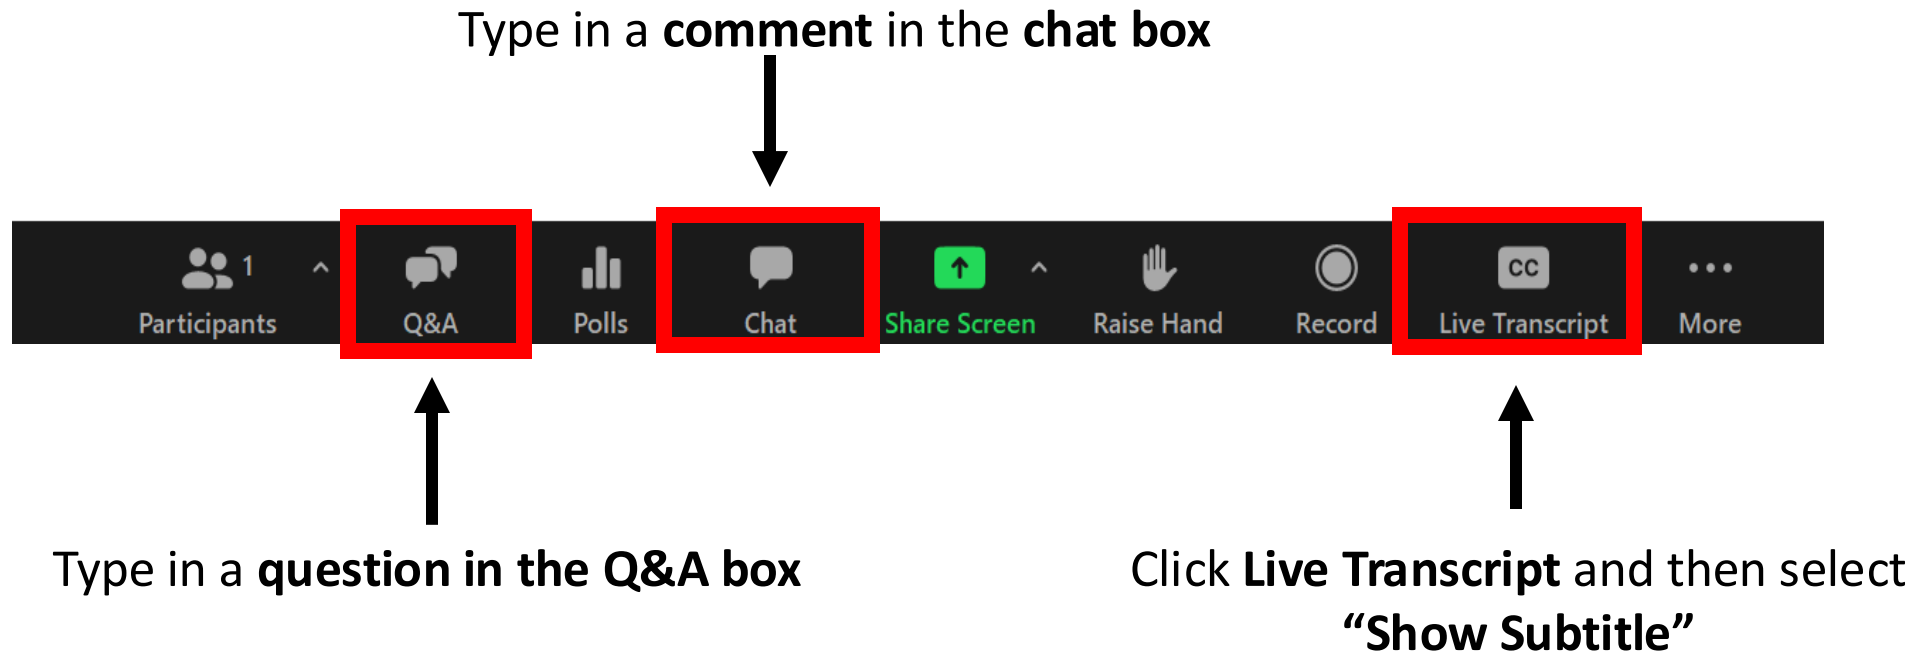 Type in a comment in the chat box
1
Participants
Q&A
Polls
Chat
Share Screen
Raise Hand
Record
CC
Live Transcript
More
Type in a question in the Q&A box
Click Live Transcript and then select
“Show Subtitle”